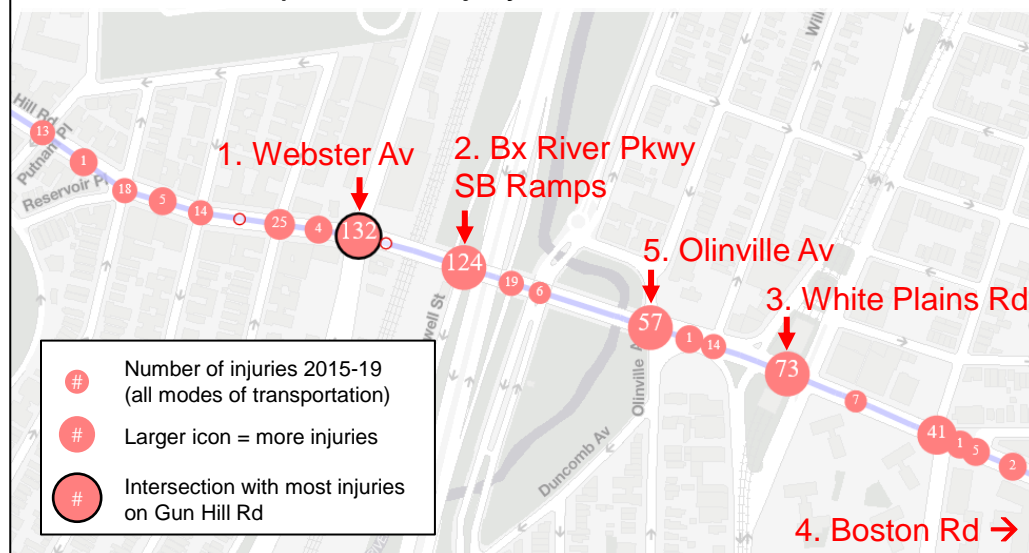 Hill Rd
Putnam Pl
Reservoir Pl
13
1
18
5
14
25
4
1. Webster Av
132
2. Bx River Pkwy
SB Ramps
124
19
6
5. Olinville Av
57
1
14
3. White Plains Rd
73
7
41
1
5
2
4. Boston Rd →
Olinville A
Duncomb Av
well St
Will
# Number of injuries 2015-19
(all modes of transportation)
# Larger icon = more injuries
# Intersection with most injuries
on Gun Hill Rd